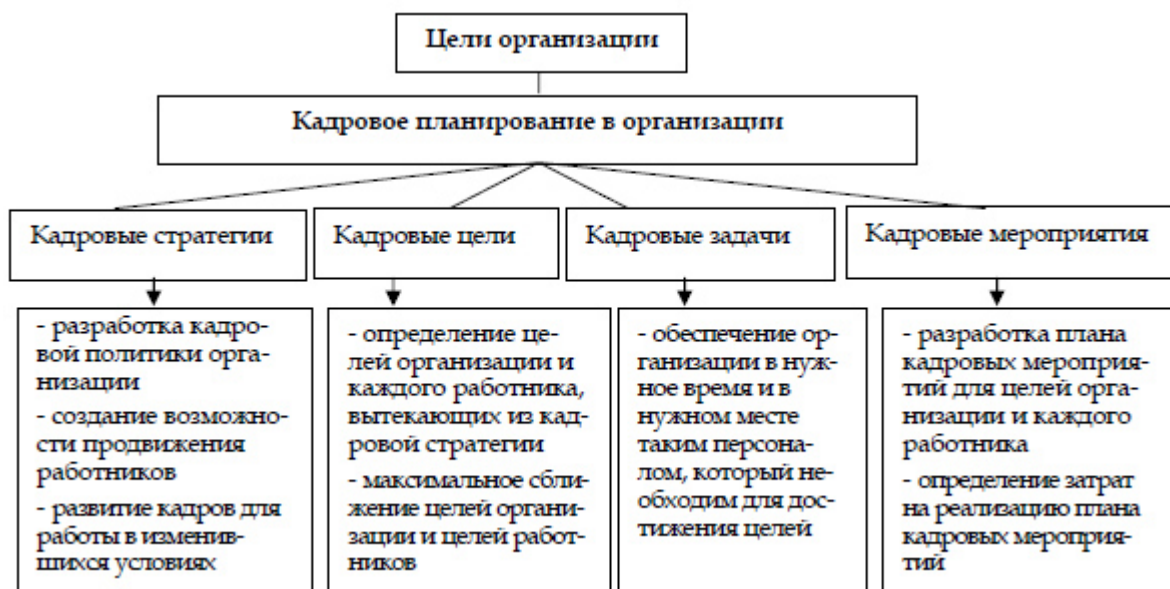 Цели организации
Кадровое планирование в организации
Кадровые стратегии
Кадровые цели
Кадровые задачи
Кадровые мероприятия
- разработка кадро-
вой политики орга-
низации
- создание возможно-
сти продвижения
работников
- развитие кадров для
работы в изменив-
шихся условиях
- определение це-
лей организации и
каждого работника,
вытекающих из кад-
ровой стратегии
- максимальное сбли-
жение целей органи-
зации и целей работ-
ников
- обеспечение ор-
ганизации в нуж-
ное время и в
нужном месте
таким персона-
лом, который не-
обходим для дос-
тижения целей
- разработка плана
кадровых мероприя-
тий для целей орга-
низации и каждого
работника
- определение затрат
на реализацию плана
кадровых мероприя-
тий